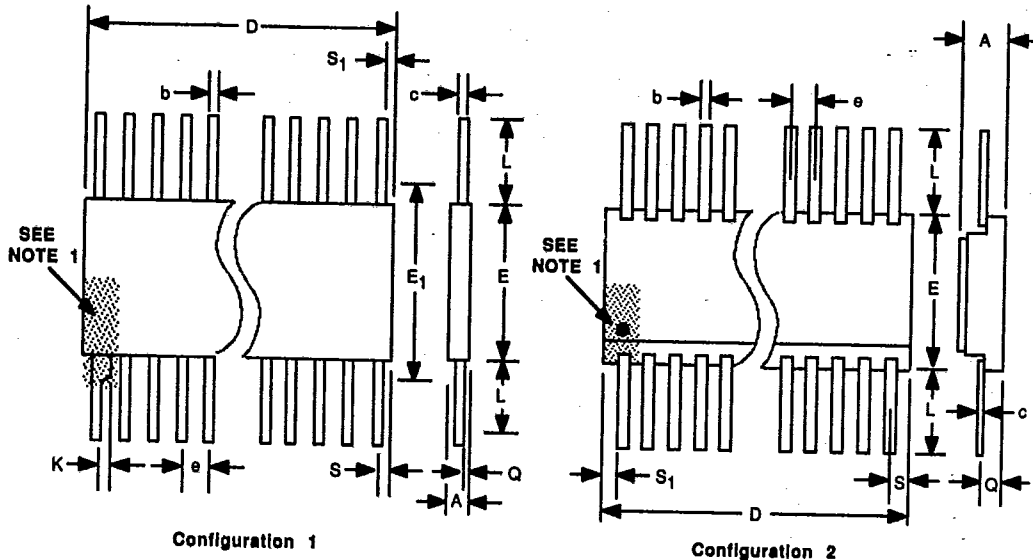 D
S1
b
c
L
SEE
NOTE 1
E1
E
L
K
e
S
Q
A
Configuration 1
A
b
e
L
SEE
NOTE 1
E
L
c
S1
S
Q
D
Configuration 2